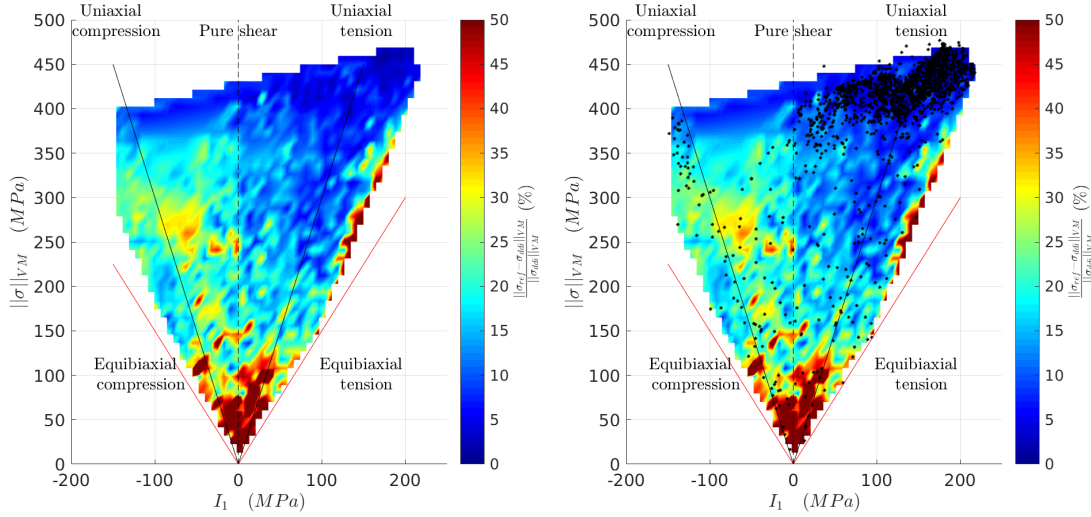 Uniaxial
compression
Pure shear
Uniaxial
tension
||σ||VM (MPa)
500
450
400
350
300
250
200
150
100
50
0
Equibiaxial
compression
Equibiaxial
tension
-200 -100 0 100 200
I1 (MPa)
50
45
40
35
30
25
20
15
10
5
0
||σref−σddi||VM / ||σddi||VM (%)
Uniaxial
compression
Pure shear
Uniaxial
tension
||σ||VM (MPa)
500
450
400
350
300
250
200
150
100
50
0
Equibiaxial
compression
Equibiaxial
tension
-200 -100 0 100 200
I1 (MPa)
50
45
40
35
30
25
20
15
10
5
0
||σref−σddi||VM / ||σddi||VM (%)